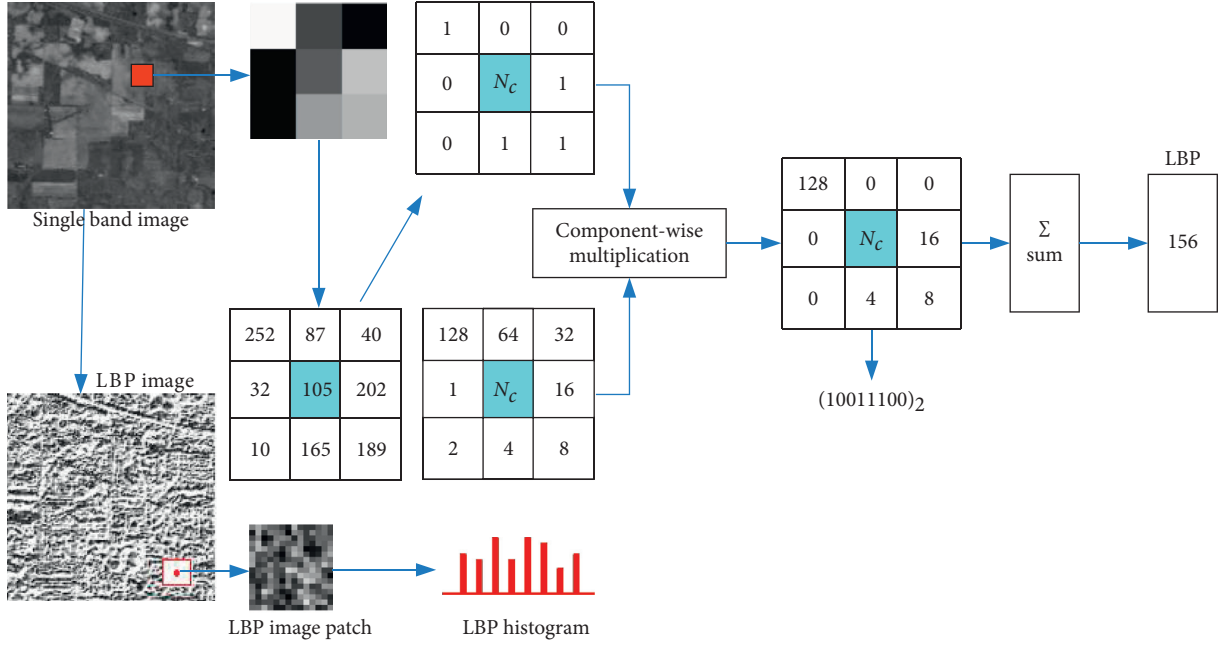 1 0 0
0 N_c 1
0 1 1
Single band image
252 87 40
32 105 202
10 165 189
128 64 32
1 N_c 16
2 4 8
Component-wise
multiplication
128 0 0
0 N_c 16
0 4 8
(10011100)_2
Σ
sum
LBP
156
LBP image
LBP image patch
LBP histogram